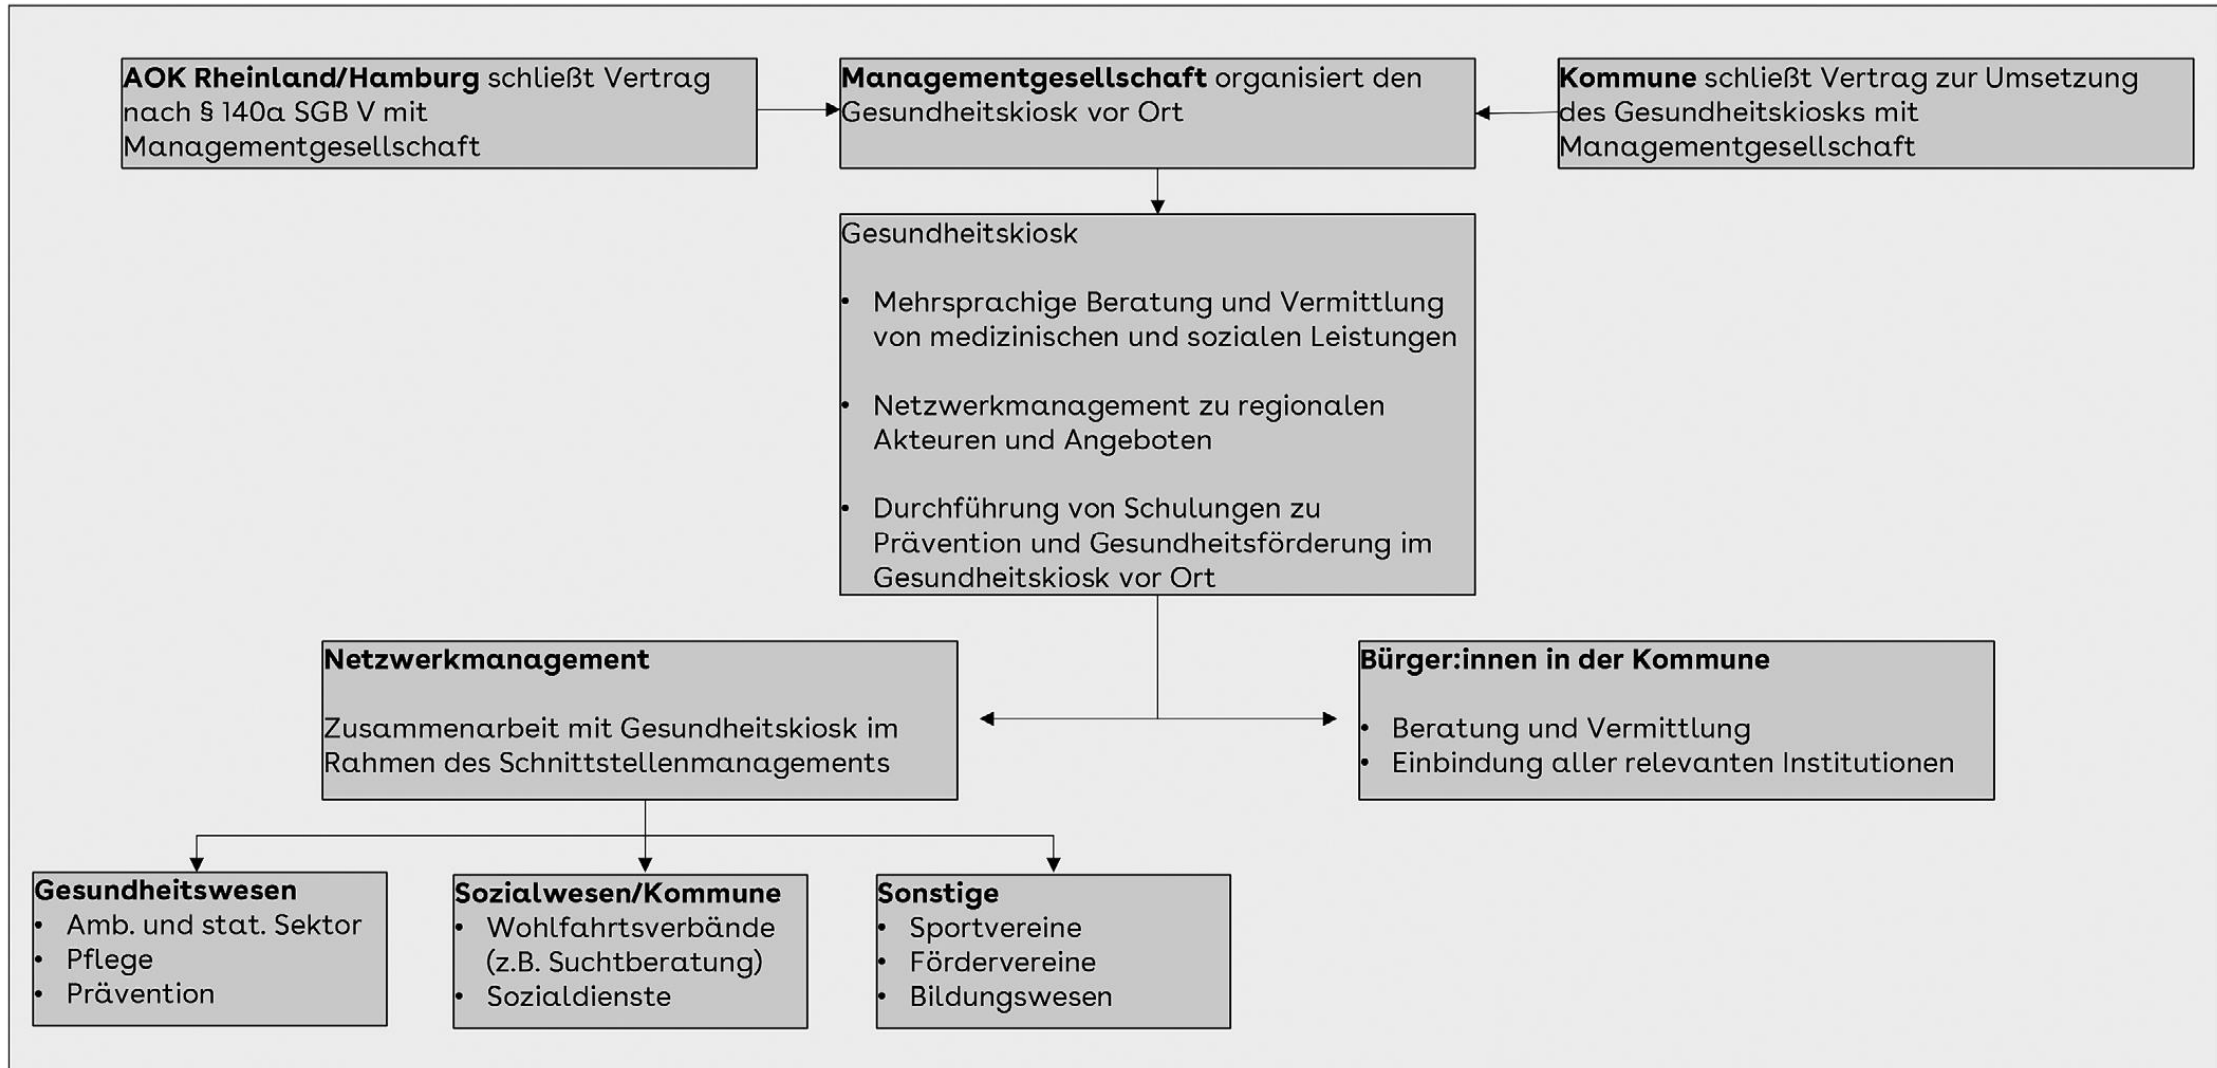 AOK Rheinland/Hamburg schließt Vertrag
nach § 140a SGB V mit
Managementgesellschaft
Managementgesellschaft organisiert den
Gesundheitskiosk vor Ort
Kommune schließt Vertrag zur Umsetzung
des Gesundheitskiosks mit
Managementgesellschaft
Gesundheitskiosk
• Mehrsprachige Beratung und Vermittlung
von medizinischen und sozialen Leistungen
• Netzwerkmanagement zu regionalen
Akteuren und Angeboten
• Durchführung von Schulungen zu
Prävention und Gesundheitsförderung im
Gesundheitskiosk vor Ort
Netzwerkmanagement
Zusammenarbeit mit Gesundheitskiosk im
Rahmen des Schnittstellenmanagements
Bürger:innen in der Kommune
• Beratung und Vermittlung
• Einbindung aller relevanten Institutionen
Gesundheitswesen
• Amb. und stat. Sektor
• Pflege
• Prävention
Sozialwesen/Kommune
• Wohlfahrtsverbände
(z.B. Suchtberatung)
• Sozialdienste
Sonstige
• Sportvereine
• Fördervereine
• Bildungswesen